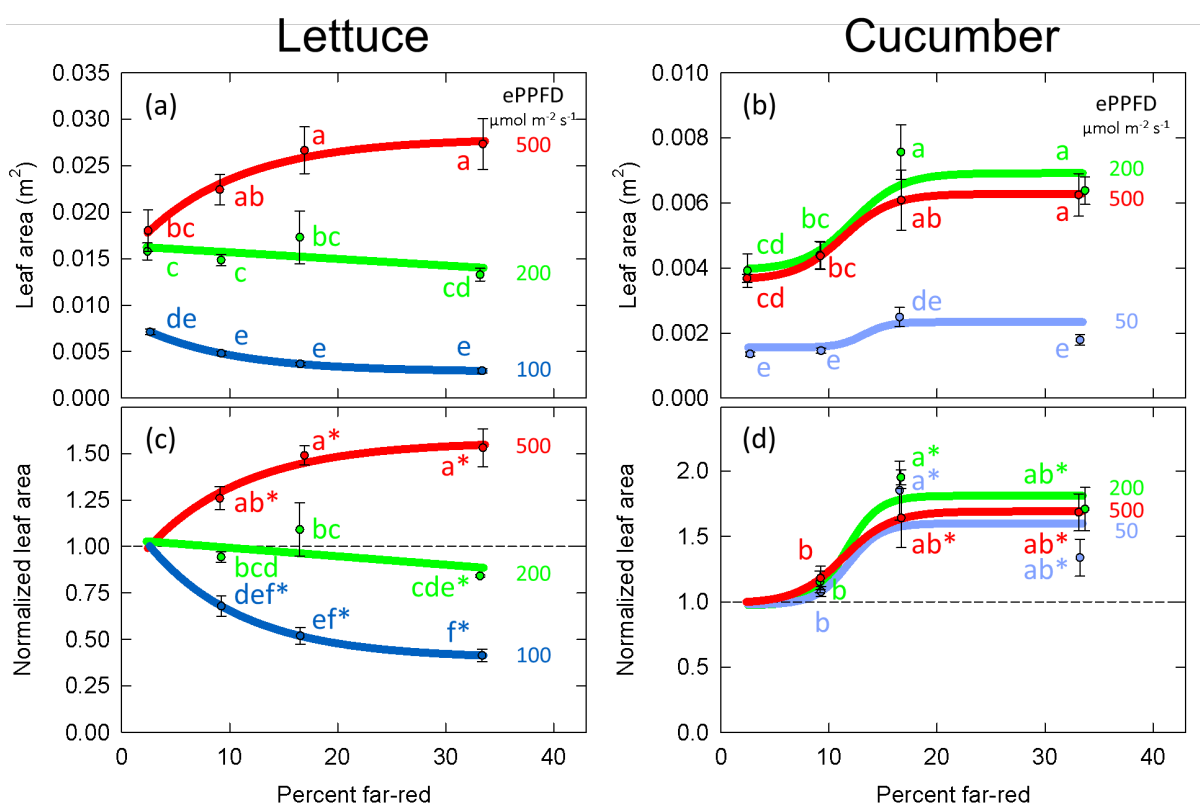 Lettuce
Cucumber
0.035
0.030
0.025
0.020
0.015
0.010
0.005
0.000
Leaf area (m2)
(a)
ePPFD
µmol m-2 s-1
a
500
ab
a
bc
bc
200
c
c
cd
de
e
e
e
100
0.010
0.008
0.006
0.004
0.002
0.000
Leaf area (m2)
(b)
ePPFD
µmol m-2 s-1
a
a
200
500
ab
a
bc
cd
bc
cd
de
50
e
e
e
1.50
1.25
1.00
0.75
0.50
0.25
0.00
Normalized leaf area
(c)
a*
500
a*
ab*
bc
bcd
cde*
200
def*
ef*
f*
100
0
10
20
30
40
Percent far-red
2.0
1.5
1.0
0.5
0.0
Normalized leaf area
(d)
a*
a*
ab*
200
500
50
b
ab*
ab*
b
ab*
b
0
10
20
30
40
Percent far-red